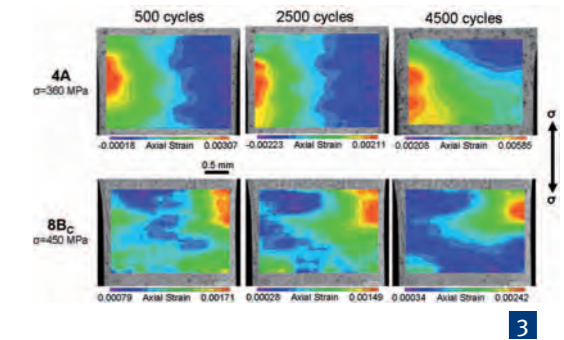 500 cycles 2500 cycles 4500 cycles
4A
σ=360 MPa
-0.00018 Axial Strain 0.00307 -0.00223 Axial Strain 0.00211 -0.00208 Axial Strain 0.00585
σ
0.5 mm
σ
8Bc
σ=450 MPa
0.00079 Axial Strain 0.00171 0.00028 Axial Strain 0.00149 0.00034 Axial Strain 0.00242
3